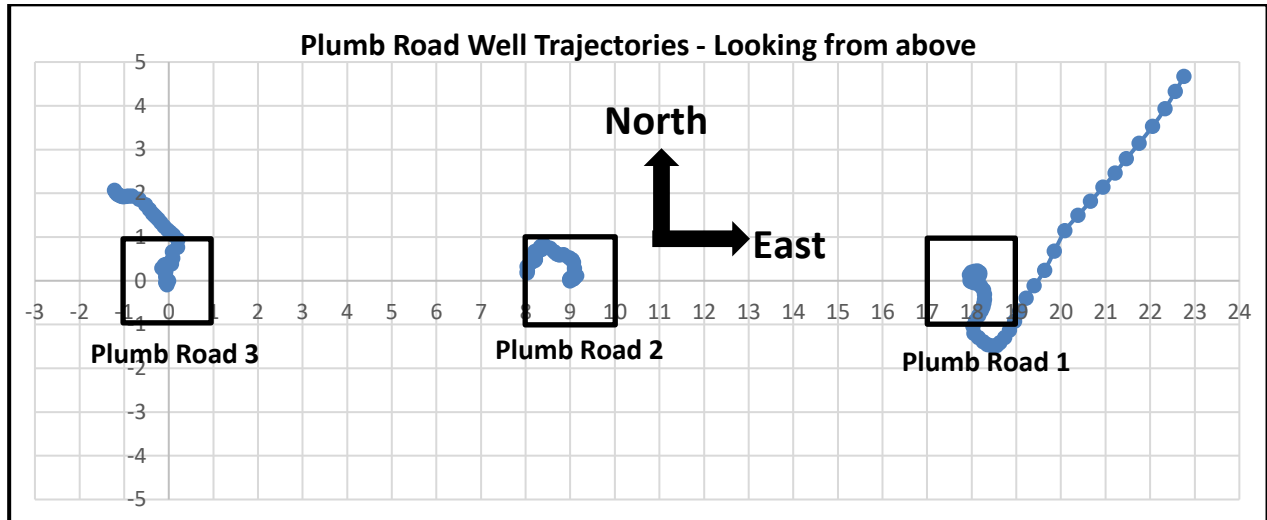 Plumb Road Well Trajectories - Looking from above
5
4
3
2
1
0
-1
-2
-3
-4
-5
-3 -2 -1 0 1 2 3 4 5 6 7 8 9 10 11 12 13 14 15 16 17 18 19 20 21 22 23 24
North
East
Plumb Road 3
Plumb Road 2
Plumb Road 1